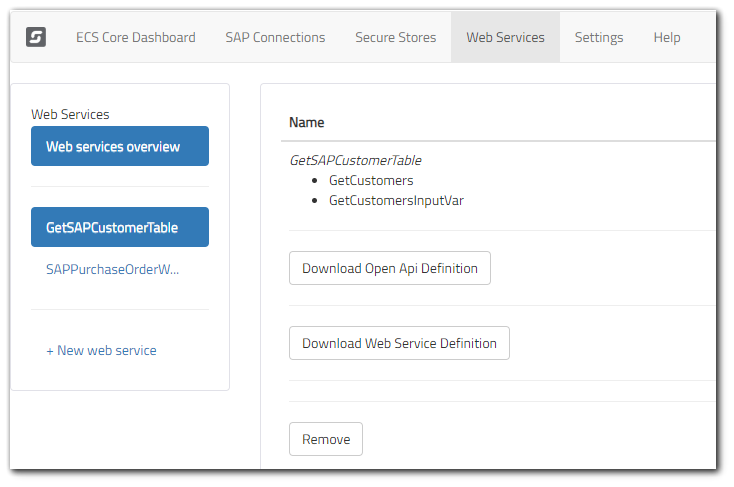 ECS Core Dashboard SAP Connections Secure Stores Web Services Settings Help
Web Services
Web services overview
GetSAPCustomerTable
SAPPurchaseOrderW...
+ New web service
Name
GetSAPCustomerTable
GetCustomers
GetCustomersInputVar
Download Open Api Definition
Download Web Service Definition
Remove